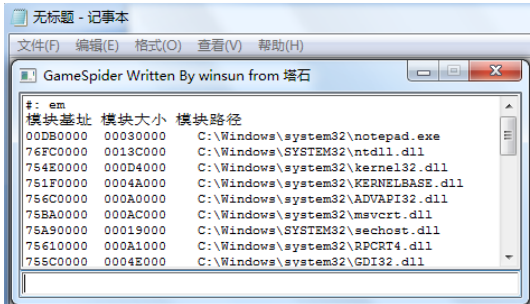 无标题 - 记事本
文件(F) 编辑(E) 格式(O) 查看(V) 帮助(H)
GameSpider Written By winsun from 塔石
#: em
模块基址 模块大小 模块路径
00DB0000 00030000 C:\Windows\system32\notepad.exe
76FC0000 0013C000 C:\Windows\SYSTEM32\ntdll.dll
754E0000 000D4000 C:\Windows\system32\kernel32.dll
751F0000 0004A000 C:\Windows\system32\KERNELBASE.dll
756C0000 000A0000 C:\Windows\system32\ADVAPI32.dll
75BA0000 000AC000 C:\Windows\system32\msvcrt.dll
75A90000 00019000 C:\Windows\SYSTEM32\sechost.dll
75610000 000A1000 C:\Windows\system32\RPCRT4.dll
755C0000 0004E000 C:\Windows\system32\GDI32.dll